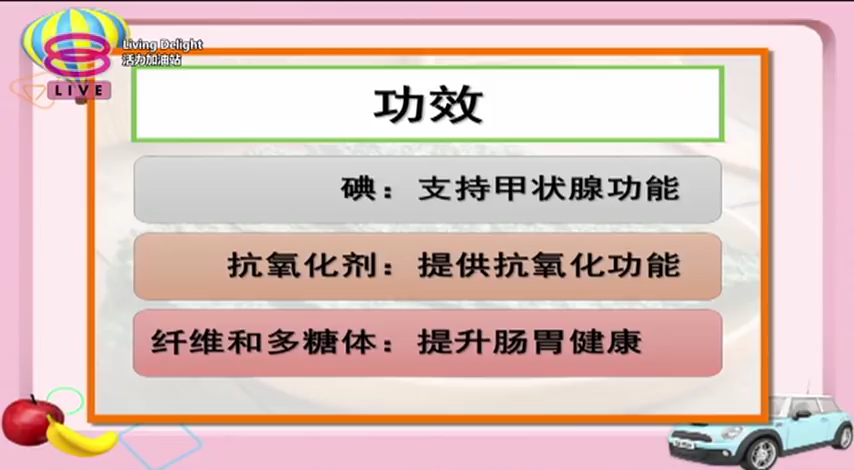 Living Delight
活力加油站
LIVE
功效
碘：支持甲状腺功能
抗氧化剂：提供抗氧化功能
纤维和多糖体：提升肠胃健康